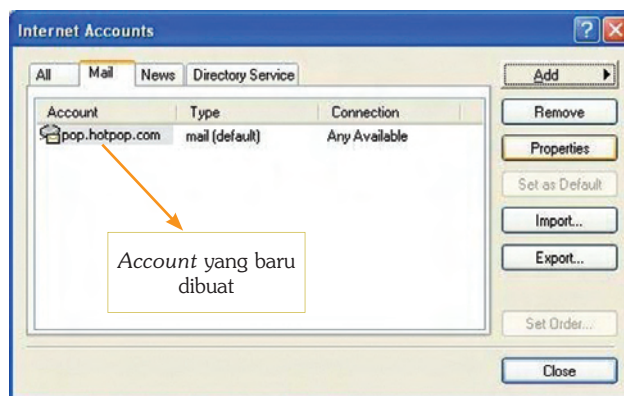 Internet Accounts
All Mail News Directory Service
Add
Account Type Connection
Remove
pop.hotpop.com mail (default) Any Available
Properties
Set as Default
Import...
Export...
Account yang baru
dibuat
Set Order...
Close